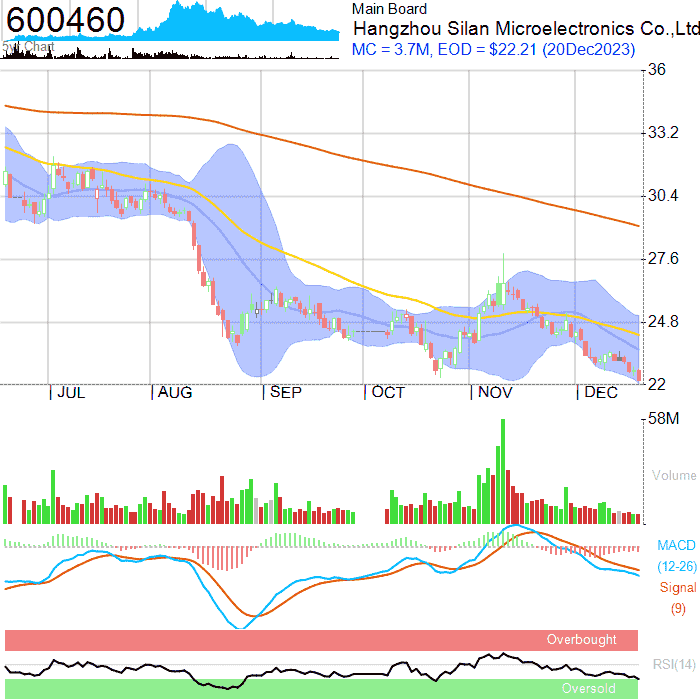 600460
5yr Chart
Main Board
Hangzhou Silan Microelectronics Co.,Ltd
MC = 3.7M, EOD = $22.21 (20Dec2023)
36
33.2
30.4
27.6
24.8
22
JUL
AUG
SEP
OCT
NOV
DEC
58M
Volume
MACD
(12-26)
Signal
(9)
Overbought
RSI(14)
Oversold